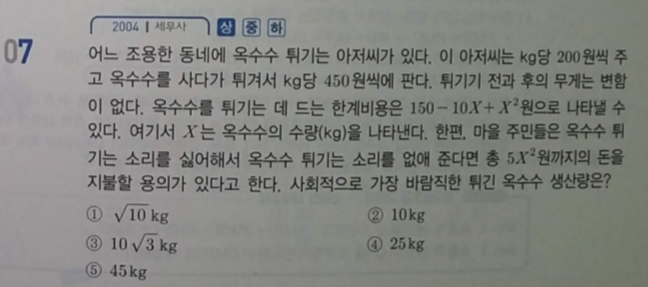 2004 | 세무사 상 중 하
07
어느 조용한 동네에 옥수수 튀기는 아저씨가 있다. 이 아저씨는 kg당 200원씩 주
고 옥수수를 사다가 튀겨서 kg당 450원씩에 판다. 튀기기 전과 후의 무게는 변함
이 없다. 옥수수를 튀기는 데 드는 한계비용은 150-10X+X²원으로 나타낼 수
있다. 여기서 X는 옥수수의 수량(kg)을 나타낸다. 한편, 마을 주민들은 옥수수 튀
기는 소리를 싫어해서 옥수수 튀기는 소리를 없애 준다면 총 5X²원까지의 돈을
지불할 용의가 있다고 한다. 사회적으로 가장 바람직한 튀긴 옥수수 생산량은?
① √10 kg ② 10kg
③ 10√3 kg ④ 25kg
⑤ 45kg